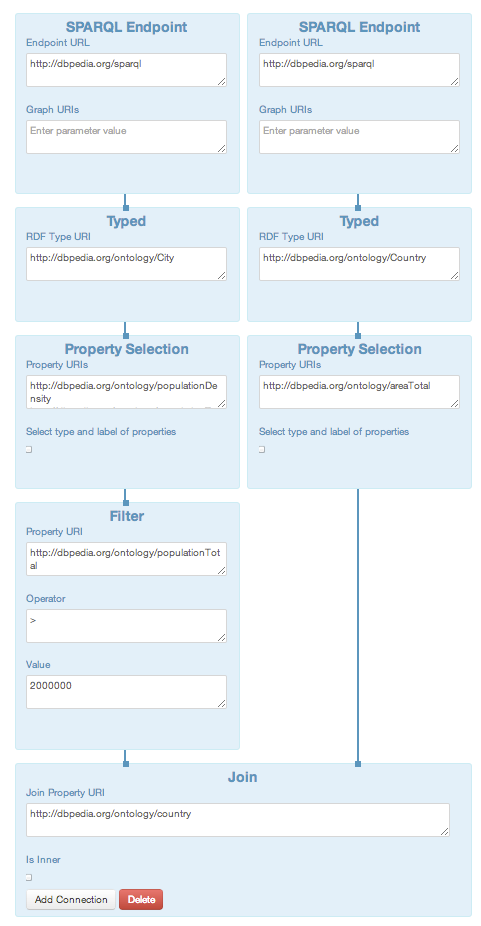 SPARQL Endpoint
Endpoint URL
http://dbpedia.org/sparql
Graph URIs
Enter parameter value
SPARQL Endpoint
Endpoint URL
http://dbpedia.org/sparql
Graph URIs
Enter parameter value
Typed
RDF Type URI
http://dbpedia.org/ontology/City
Typed
RDF Type URI
http://dbpedia.org/ontology/Country
Property Selection
Property URIs
http://dbpedia.org/ontology/populationDe
nsity
Select type and label of properties
Property Selection
Property URIs
http://dbpedia.org/ontology/areaTotal
Select type and label of properties
Filter
Property URI
http://dbpedia.org/ontology/populationTot
al
Operator
>
Value
2000000
Join
Join Property URI
http://dbpedia.org/ontology/country
Is Inner
Add Connection
Delete